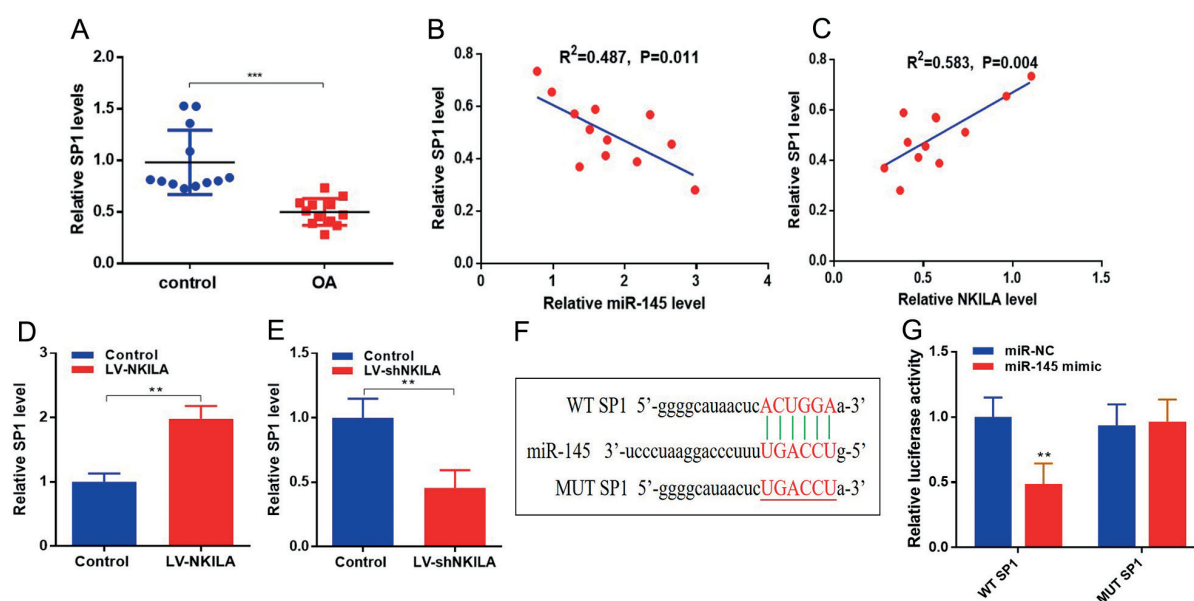 A
Relative SP1 levels
2.0
1.5
1.0
0.5
0.0
***
control
OA
B
R²=0.487, P=0.011
Relative SP1 level
0.8
0.6
0.4
0.2
0.0
0
1
2
3
4
Relative miR-145 level
C
R²=0.583, P=0.004
Relative SP1 level
0.8
0.6
0.4
0.2
0.0
0.0
0.5
1.0
1.5
Relative NKILA level
D
Relative SP1 level
3
2
1
0
Control
LV-NKILA
**
Control
LV-NKILA
E
Relative SP1 level
1.5
1.0
0.5
0.0
Control
LV-shNKILA
**
Control
LV-shNKILA
F
WT SP1 5'-ggggcauaacucACUGGAa-3'
miR-145 3'-ucccuaaggacccuuuUGACCUg-5'
MUT SP1 5'-ggggcauaacucUGACCUa-3'
G
Relative luciferase activity
1.5
1.0
0.5
0.0
miR-NC
miR-145 mimic
**
WT SP1
MUT SP1